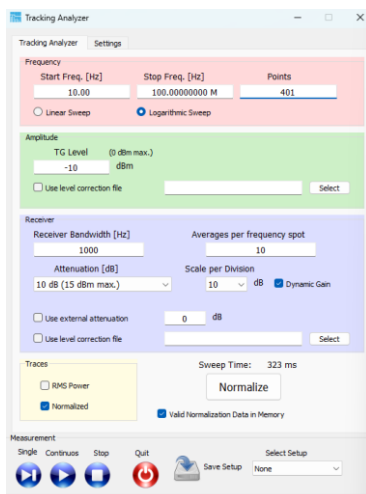 Tracking Analyzer
Tracking Analyzer Settings
Frequency
Start Freq. [Hz] Stop Freq. [Hz] Points
10.00 100.00000000 M 401
Linear Sweep Logarithmic Sweep
Amplitude
TG Level (0 dBm max.)
-10 dBm
Use level correction file Select
Receiver
Receiver Bandwidth [Hz] Averages per frequency spot
1000 10
Attenuation [dB] Scale per Division
10 dB (15 dBm max.) 10 dB Dynamic Gain
Use external attenuation 0 dB
Use level correction file Select
Traces Sweep Time: 323 ms
RMS Power Normalize
Normalized Valid Normalization Data in Memory
Measurement
Single Continuos Stop Quit Select Setup
Save Setup None